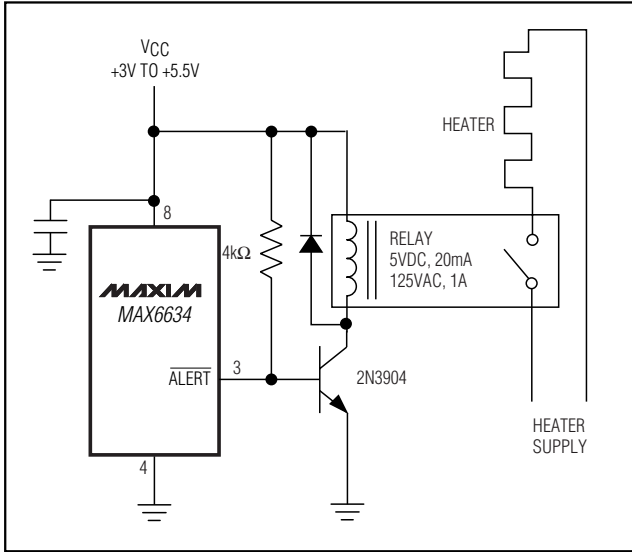 VCC
+3V TO +5.5V
HEATER
8
4kΩ
RELAY
5VDC, 20mA
125VAC, 1A
MAXIM
MAX6634
ALERT
3
2N3904
4
HEATER
SUPPLY